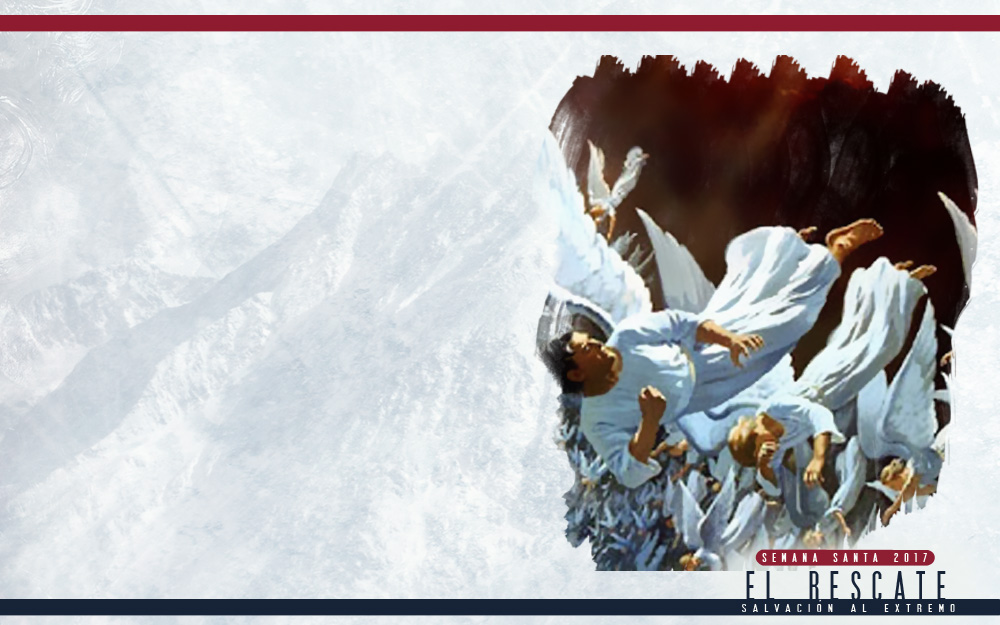 SEMANA SANTA 2017
EL RESCATE
SALVACIÓN AL EXTREMO